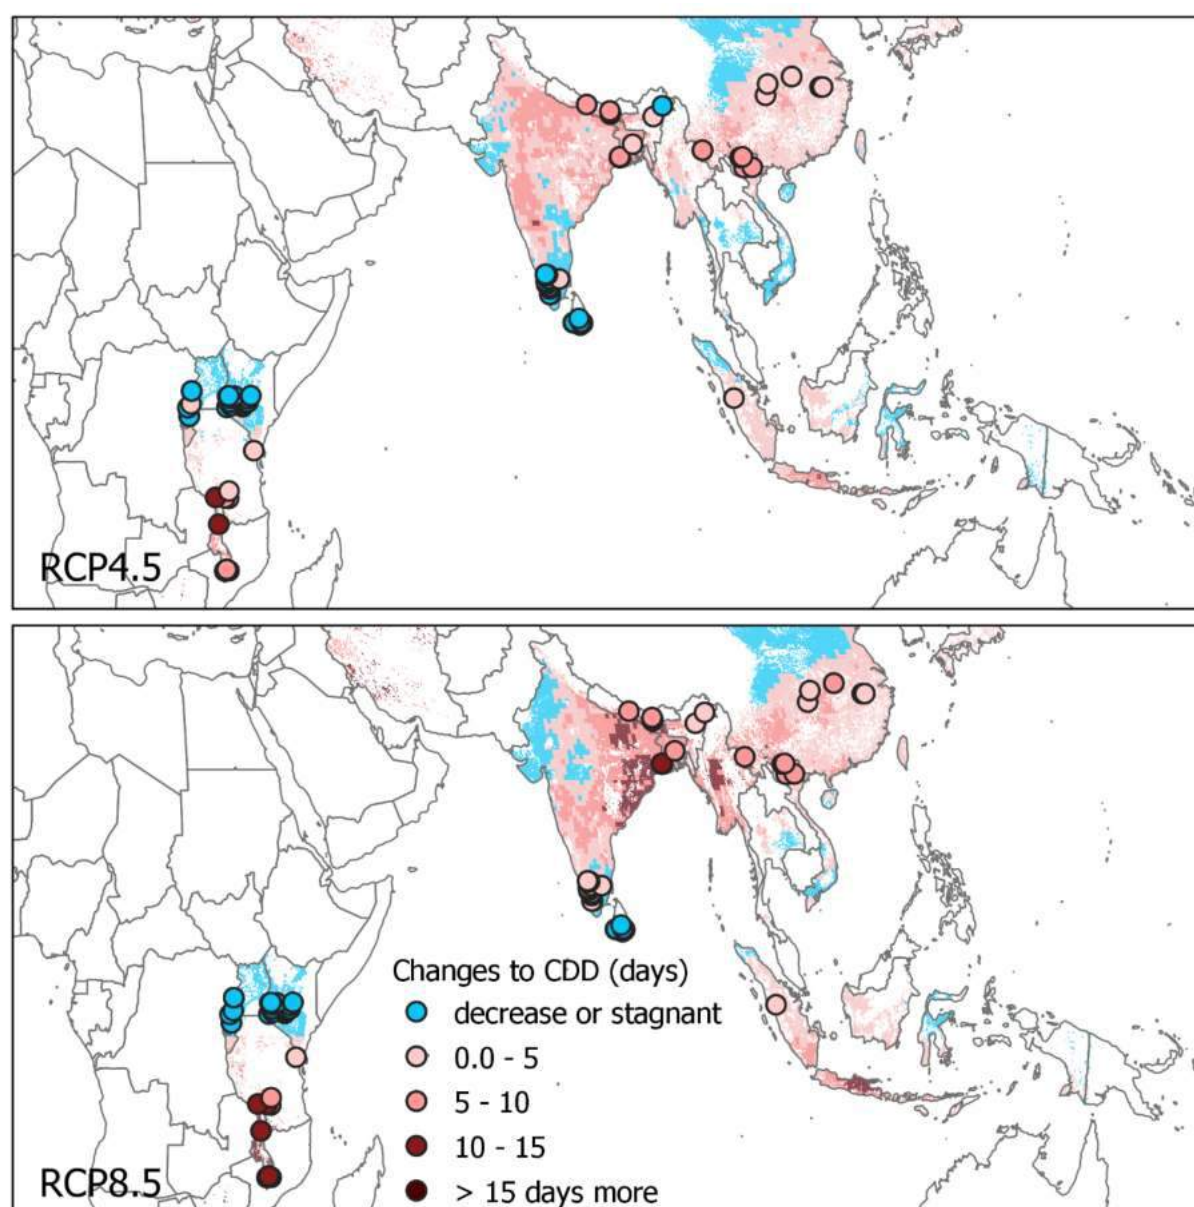 RCP4.5
Changes to CDD (days)
decrease or stagnant
0.0 - 5
5 - 10
10 - 15
> 15 days more
RCP8.5